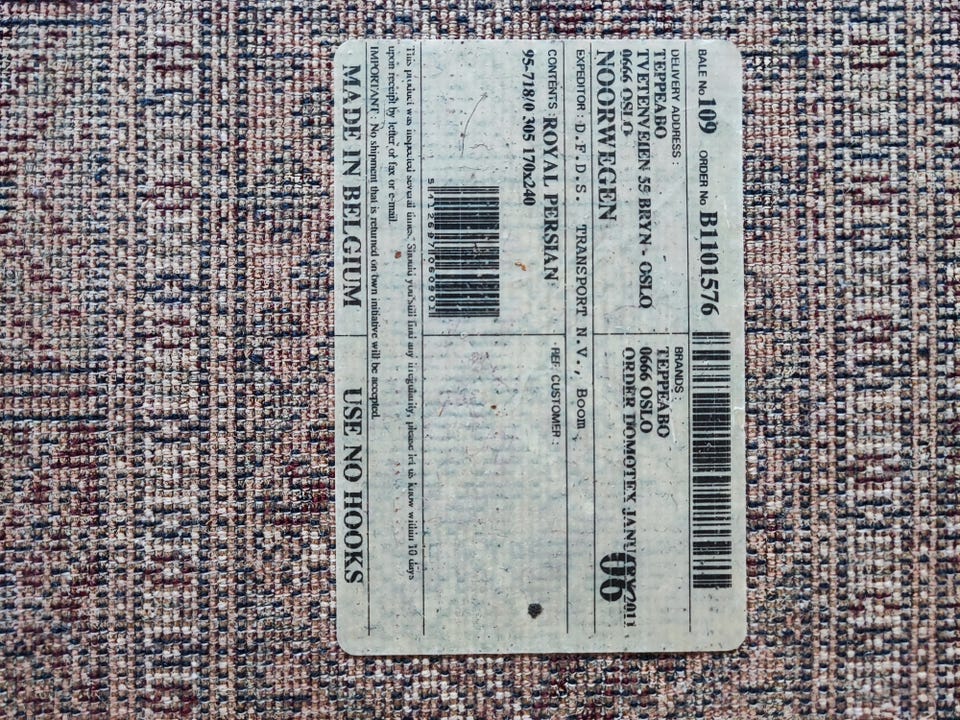 BALE No. 109 ORDER No. B1101576
DELIVERY ADDRESS :
TEPPEABO
TVETENVEIEN 55 BRYN - OSLO
0666 OSLO
NOORWEGEN
BRANDS :
TEPPEABO
0666 OSLO
ORDER DOMOTEX JANUARY 2011
06
EXPEDITOR : D.F.D.S. TRANSPORT N.V., Boom
CONTENTS : ROYAL PERSIAN
95-718/0 305 170x240
REF. CUSTOMER :
This product was inspected several times. Should you still find any irregularity, please let us know within 10 days
upon receipt by letter or fax or e-mail
IMPORTANT : No shipment that is returned on own initiative will be accepted.
MADE IN BELGIUM USE NO HOOKS